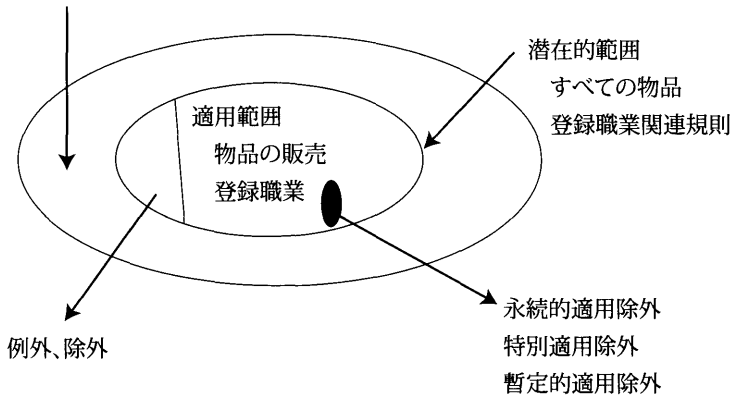 潜在的範囲
すべての物品
登録職業関連規則
適用範囲
物品の販売
登録職業
例外、除外
永続的適用除外
特別適用除外
暫定的適用除外